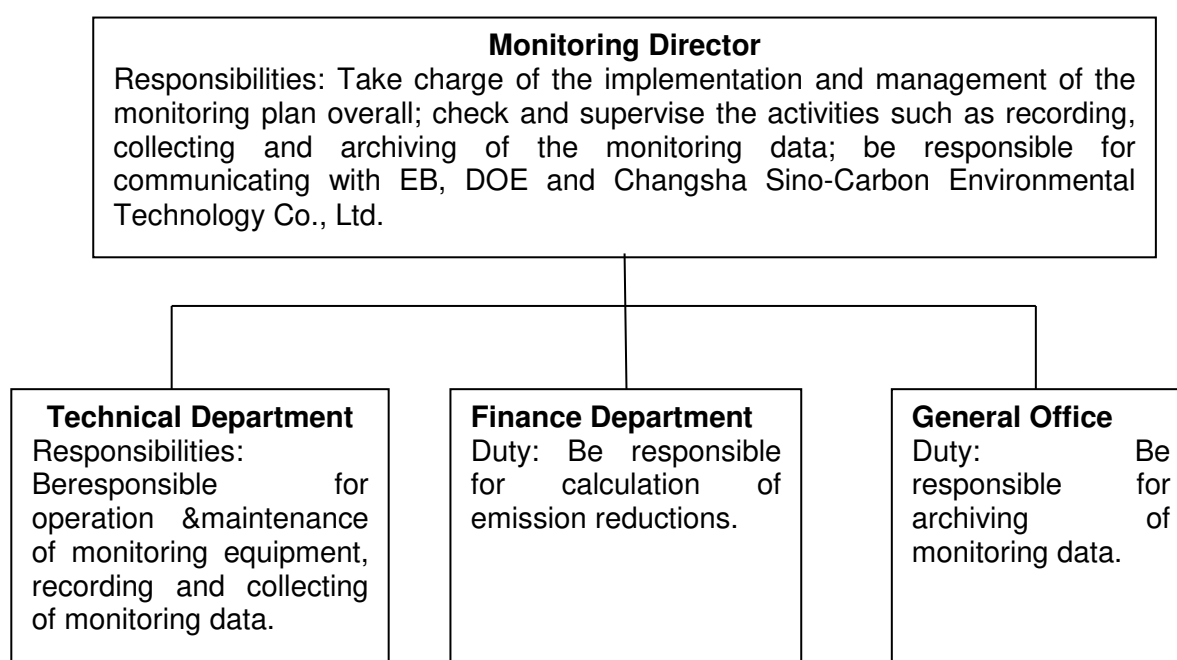 Monitoring Director
Responsibilities: Take charge of the implementation and management of the
monitoring plan overall; check and supervise the activities such as recording,
collecting and archiving of the monitoring data; be responsible for
communicating with EB, DOE and Changsha Sino-Carbon Environmental
Technology Co., Ltd.
Technical Department
Responsibilities:
Beresponsible for
operation &maintenance
of monitoring equipment,
recording and collecting
of monitoring data.
Finance Department
Duty: Be responsible
for calculation of
emission reductions.
General Office
Duty: Be
responsible for
archiving of
monitoring data.